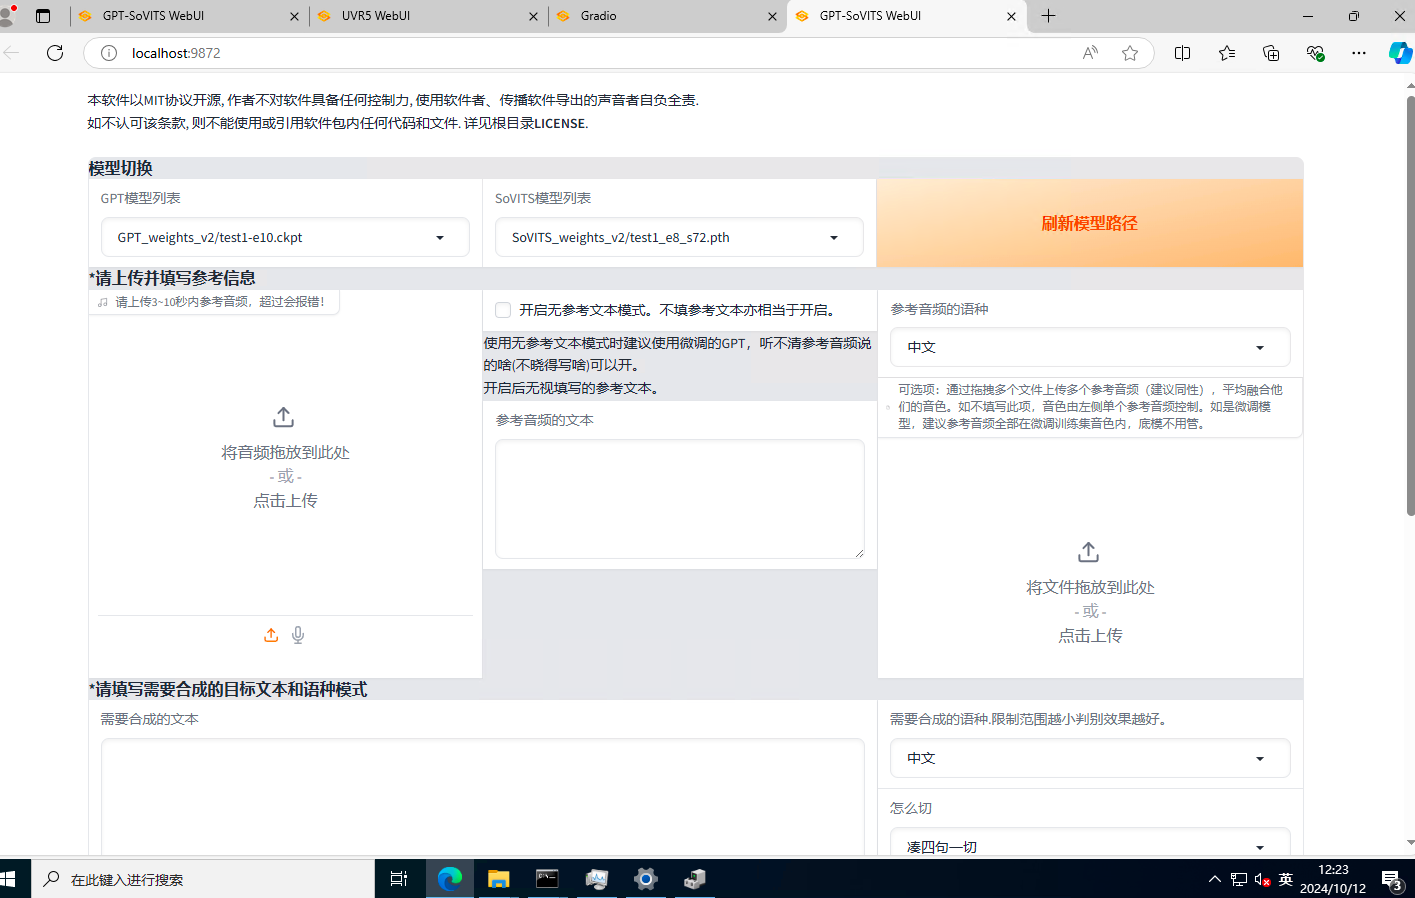 GPT-SoVITS WebUI
UVR5 WebUI
Gradio
GPT-SoVITS WebUI
localhost:9872
本软件以MIT协议开源, 作者不对软件具备任何控制力, 使用软件者、传播软件导出的声音者自负全责.
如不认可该条款, 则不能使用或引用软件包内任何代码和文件. 详见根目录LICENSE.
模型切换
GPT模型列表
SoVITS模型列表
GPT_weights_v2/test1-e10.ckpt
SoVITS_weights_v2/test1_e8_s72.pth
刷新模型路径
*请上传并填写参考信息
请上传3~10秒内参考音频，超过会报错！
开启无参考文本模式。不填参考文本亦相当于开启。
使用无参考文本模式时建议使用微调的GPT，听不清参考音频说
的啥(不晓得写啥)可以开。
开启后无视填写的参考文本。
参考音频的文本
参考音频的语种
中文
可选项：通过拖拽多个文件上传多个参考音频（建议同性），平均融合他
们的音色。如不填写此项，音色由左侧单个参考音频控制。如是微调模
型，建议参考音频全部在微调训练集音色内，底模不用管。
将音频拖放到此处
- 或 -
点击上传
将文件拖放到此处
- 或 -
点击上传
*请填写需要合成的目标文本和语种模式
需要合成的文本
需要合成的语种.限制范围越小判别效果越好。
中文
怎么切
凑四句一切
在此键入进行搜索
英
12:23
2024/10/12
3